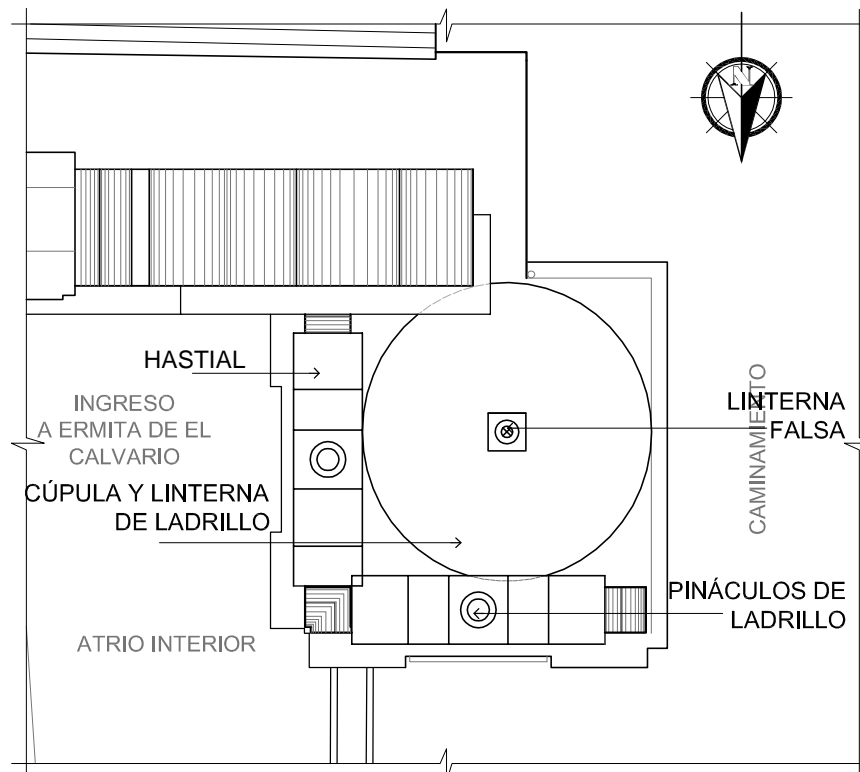 N
HASTIAL
INGRESO
A ERMITA DE EL
CALVARIO
LINTERNA
FALSA
CAMINAMIENTO
CÚPULA Y LINTERNA
DE LADRILLO
PINÁCULOS DE
LADRILLO
ATRIO INTERIOR